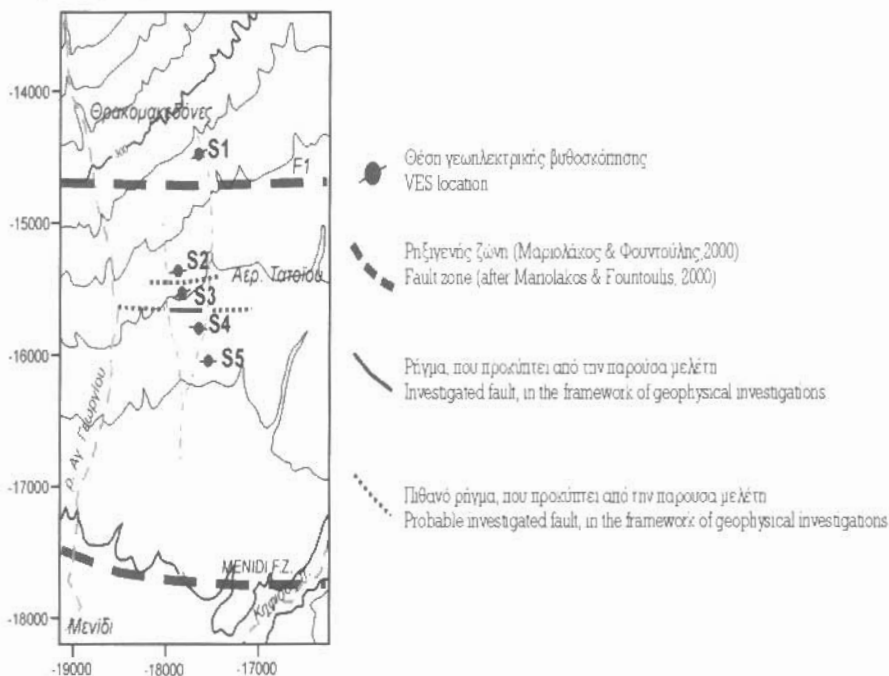 -14000
-15000
-16000
-17000
-18000
-19000
-18000
-17000
Θρακομακεδόνες
S1
F1
S2
Αερ. Τατοΐου
S3
S4
S5
ρ. Αγ. Γεωργίου
MENIDI F.Z.
Μενίδι
Θέση γεωηλεκτρικής βυθοσκόπησης
VES location
Ρηξιγενής ζώνη (Μαριολάκος & Φουντούλης,2000)
Fault zone (after Mariolakos & Fountoulis, 2000)
Ρήγμα, που προκύπτει από την παρούσα μελέτη
Investigated fault, in the framework of geophysical investigations
Πιθανό ρήγμα, που προκύπτει από την παρουσα μελέτη
Probable investigated fault, in the framework of geophysical investigations